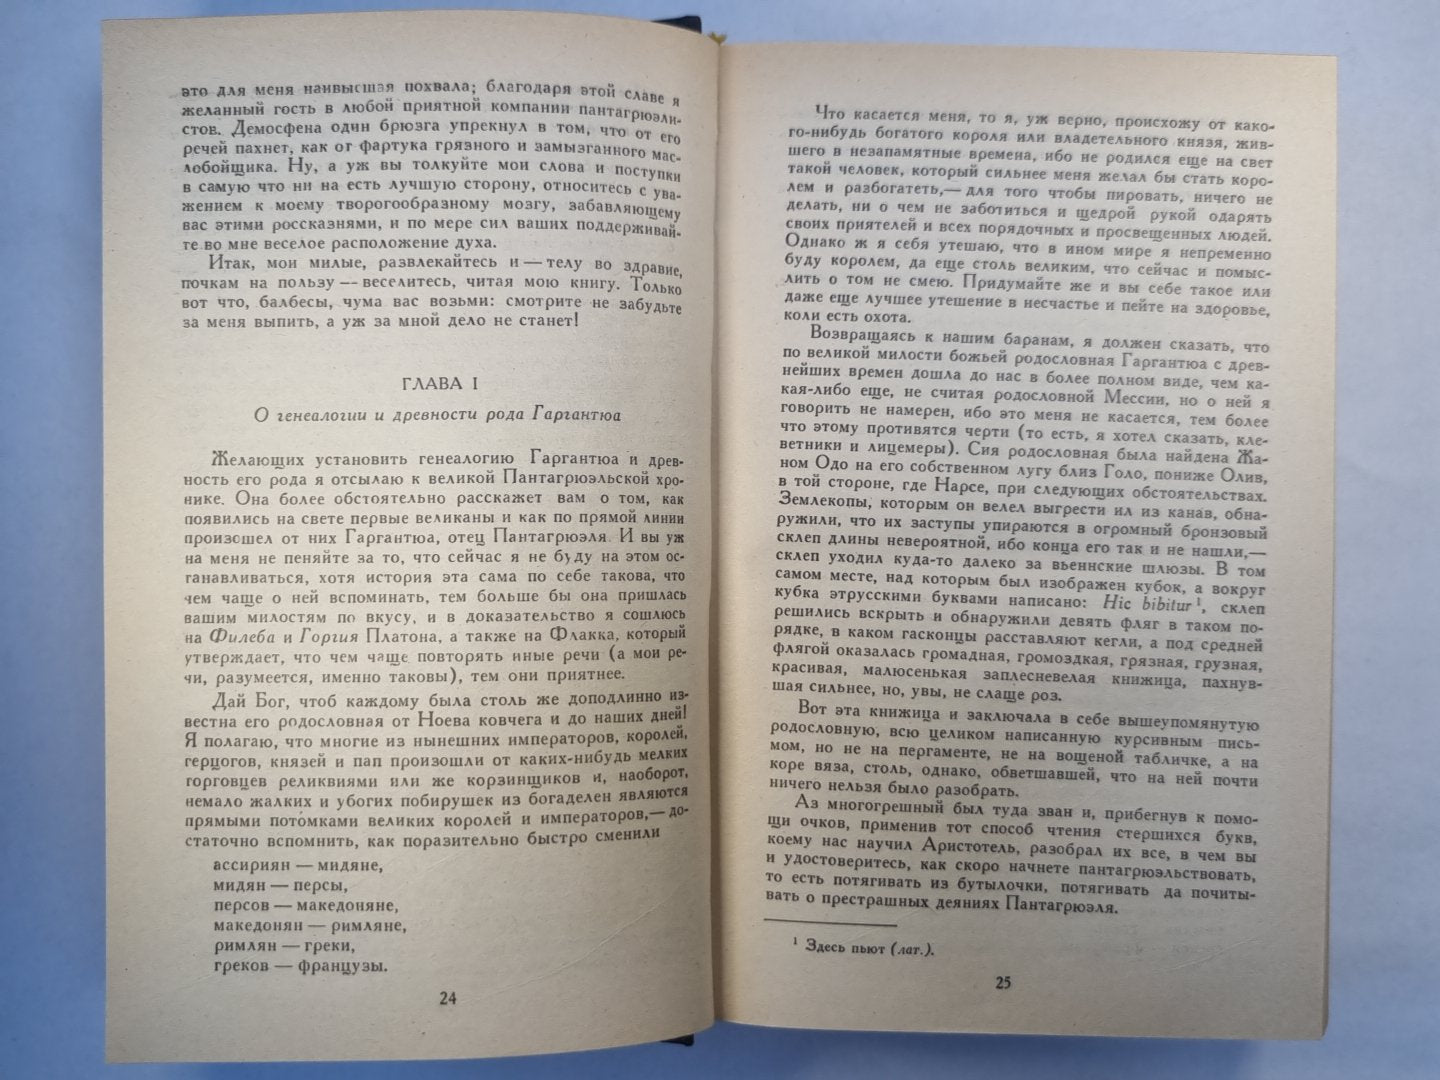 это для меня наивысшая похвала; благодаря этой славе я
желанный гость в любой приятной компании пантагрюэли-
стов. Демосфена один брюзга упрекнул в том, что от его
речей пахнет, как от фартука грязного и замызганного мас-
лобойщика. Ну, а уж вы толкуйте мои слова и поступки
в самую что ни на есть лучшую сторону, относитесь с ува-
жением к моему творогообразному мозгу, забавляющему
вас этими россказнями, и по мере сил ваших поддерживай-
те во мне веселое расположение духа.
Итак, мои милые, развлекайтесь и — телу во здравие,
почкам на пользу — веселитесь, читая мою книгу. Только
вот что, балбесы, чума вас возьми: смотрите не забудьте
за меня выпить, а уж за мной дело не станет!
ГЛАВА I
О генеалогии и древности рода Гаргантюа
Желающих установить генеалогию Гаргантюа и древ-
ность его рода я отсылаю к великой Пантагрюэльской хро-
нике. Она более обстоятельно расскажет вам о том, как
появились на свете первые великаны и как по прямой линии
произошел от них Гаргантюа, отец Пантагрюэля. И вы уж
на меня не пеняйте за то, что сейчас я не буду на этом ос-
танавливаться, хотя история эта сама по себе такова, что
чем чаще о ней вспоминать, тем больше бы она пришлась
вашим милостям по вкусу, и в доказательство я сошлюсь
на Филеба и Горгия Платона, а также на Флакка, который
утверждает, что чем чаще повторять иные речи (а мои ре-
чи, разумеется, именно таковы), тем они приятнее.
Дай Бог, чтоб каждому была столь же доподлинно из-
вестна его родословная от Ноева ковчега и до наших дней!
Я полагаю, что многие из нынешних императоров, королей,
герцогов, князей и пап произошли от каких-нибудь мелких
торговцев реликвиями или же корзинщиков и, наоборот,
немало жалких и убогих побирушек из богаделен являются
прямыми потомками великих королей и императоров,— до-
статочно вспомнить, как поразительно быстро сменили
ассириян — мидяне,
мидян — персы,
персов — македоняне,
македонян — римляне,
римлян — греки,
греков — французы.
24
Что касается меня, то я, уж верно, происхожу от како-
го-нибудь богатого короля или владетельного князя, жив-
шего в незапамятные времена, ибо не родился еще на свет
такой человек, который сильнее меня желал бы стать коро-
лем и разбогатеть,— для того чтобы пировать, ничего не
делать, ни о чем не заботиться и щедрой рукой одарять
своих приятелей и всех порядочных и просвещенных людей.
Однако ж я себя утешаю, что в ином мире я непременно
буду королем, да еще столь великим, что сейчас и помыс-
лить о том не смею. Придумайте же и вы себе такое или
даже еще лучшее утешение в несчастье и пейте на здоровье,
коли есть охота.
Возвращаясь к нашим баранам, я должен сказать, что
по великой милости божьей родословная Гаргантюа с древ-
нейших времен дошла до нас в более полном виде, чем ка-
кая-либо еще, не считая родословной Мессии, но о ней я
говорить не намерен, ибо это меня не касается, тем более
что этому противятся черти (то есть, я хотел сказать, кле-
ветники и лицемеры). Сия родословная была найдена Жа-
ном Одо на его собственном лугу близ Голо, пониже Олив,
в той стороне, где Нарсе, при следующих обстоятельствах.
Землекопы, которым он велел выгрести ил из канав, обна-
ружили, что их заступы упираются в огромный бронзовый
склеп длины невероятной, ибо конца его так и не нашли,—
склеп уходил куда-то далеко за вьеннские шлюзы. В том
самом месте, над которым был изображен кубок, а вокруг
кубка этрусскими буквами написано: Hic bibitur¹, склеп
решились вскрыть и обнаружили девять фляг в таком по-
рядке, в каком гасконцы расставляют кегли, а под средней
флягой оказалась громадная, громоздкая, грязная, грузная,
красивая, малюсенькая заплесневелая книжица, пахнув-
шая сильнее, но, увы, не слаще роз.
Вот эта книжица и заключала в себе вышеупомянутую
родословную, всю целиком написанную курсивным пись-
мом, но не на пергаменте, не на вощеной табличке, а на
коре вяза, столь, однако, обветшавшей, что на ней почти
ничего нельзя было разобрать.
Аз многогрешный был туда зван и, прибегнув к помо-
щи очков, применив тот способ чтения стершихся букв,
коему нас научил Аристотель, разобрал их все, в чем вы
и удостоверитесь, как скоро начнете пантагрюэльствовать,
то есть потягивать из бутылочки, потягивать да почиты-
вать о престрашных деяниях Пантагрюэля.
¹ Здесь пьют (лат.).
25